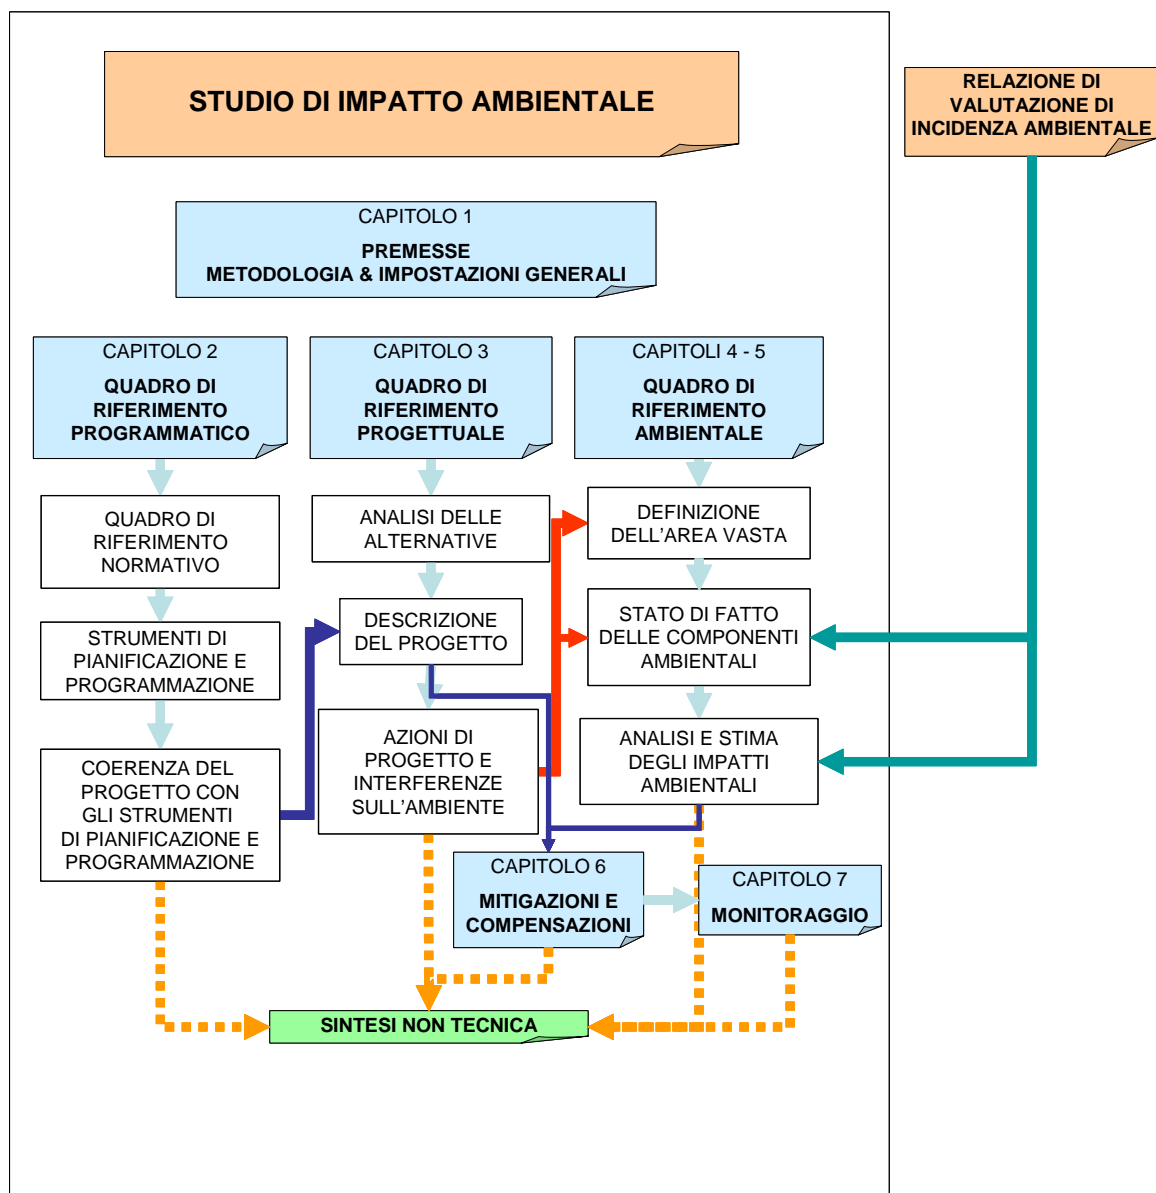 STUDIO DI IMPATTO AMBIENTALE
RELAZIONE DI
VALUTAZIONE DI
INCIDENZA AMBIENTALE
CAPITOLO 1
PREMESSE
METODOLOGIA & IMPOSTAZIONI GENERALI
CAPITOLO 2
QUADRO DI
RIFERIMENTO
PROGRAMMATICO
CAPITOLO 3
QUADRO DI
RIFERIMENTO
PROGETTUALE
CAPITOLI 4 - 5
QUADRO DI
RIFERIMENTO
AMBIENTALE
QUADRO DI
RIFERIMENTO
NORMATIVO
STRUMENTI DI
PIANIFICAZIONE E
PROGRAMMAZIONE
COERENZA DEL
PROGETTO CON
GLI STRUMENTI
DI PIANIFICAZIONE E
PROGRAMMAZIONE
ANALISI DELLE
ALTERNATIVE
DESCRIZIONE
DEL PROGETTO
AZIONI DI
PROGETTO E
INTERFERENZE
SULL'AMBIENTE
DEFINIZIONE
DELL'AREA VASTA
STATO DI FATTO
DELLE COMPONENTI
AMBIENTALI
ANALISI E STIMA
DEGLI IMPATTI
AMBIENTALI
CAPITOLO 6
MITIGAZIONI E
COMPENSAZIONI
CAPITOLO 7
MONITORAGGIO
SINTESI NON TECNICA